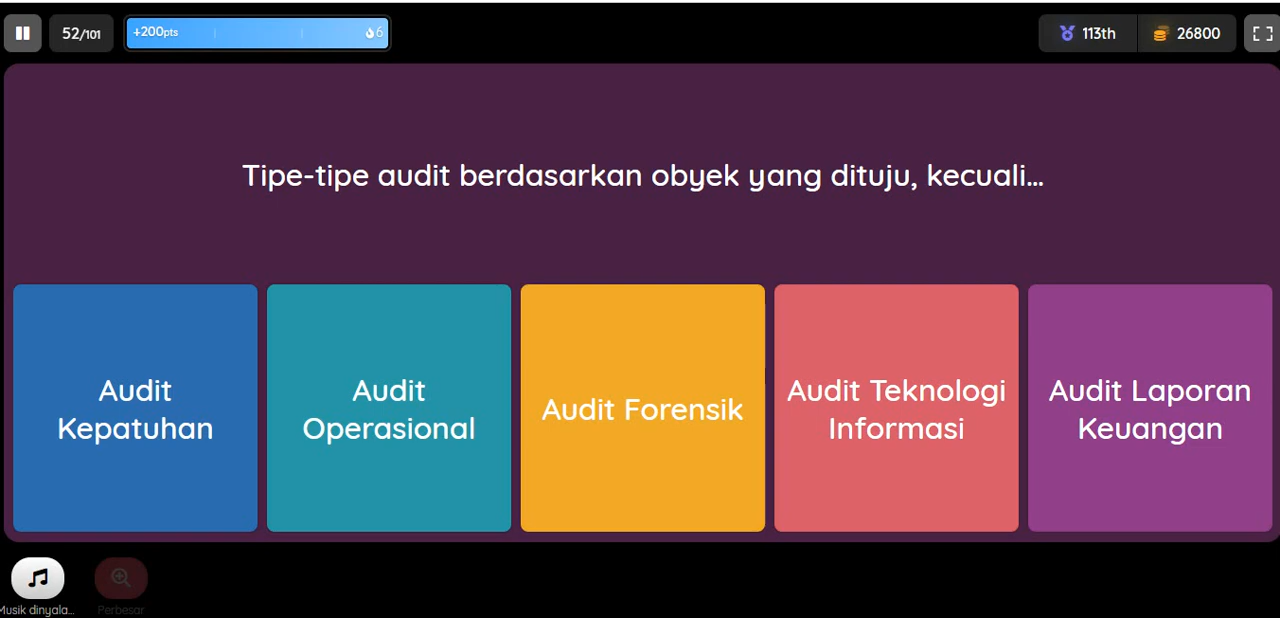 52/101
+200pts
6
113th
26800
Tipe-tipe audit berdasarkan obyek yang dituju, kecuali...
Audit
Kepatuhan
Audit
Operasional
Audit Forensik
Audit Teknologi
Informasi
Audit Laporan
Keuangan
Musik dinyala...
Perbesar